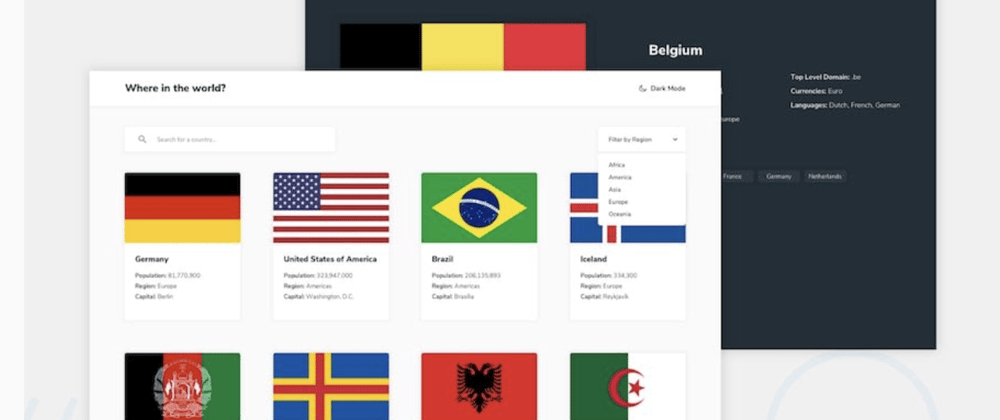 Belgium
Top Level Domain: .be
Currencies: Euro
Languages: Dutch, French, German
France
Germany
Netherlands
Where in the world?
Dark Mode
Search for a country...
Filter by Region
Africa
America
Asia
Europe
Oceania
Germany
Population: 81,770,900
Region: Europe
Capital: Berlin
United States of America
Population: 323,947,000
Region: Americas
Capital: Washington, D.C.
Brazil
Population: 206,135,893
Region: Americas
Capital: Brasília
Iceland
Population: 334,300
Region: Europe
Capital: Reykjavík